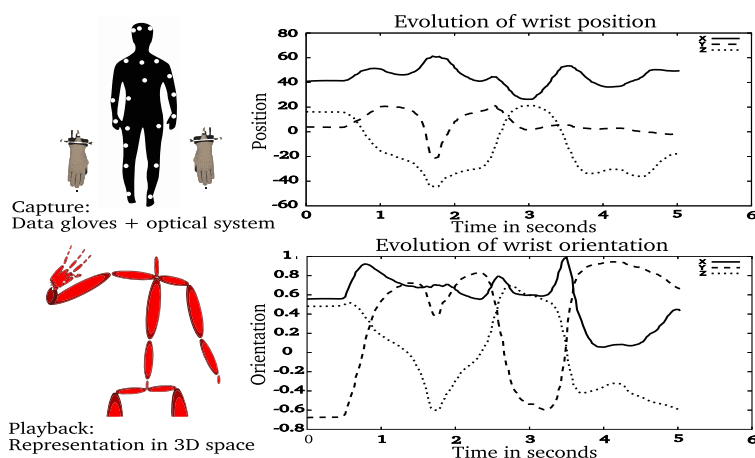 Evolution of wrist position
80
60
40
20
0
-20
-40
-60
Position
X
Y
Z
0 1 2 3 4 5 6
Time in seconds
Capture:
Data gloves + optical system
Evolution of wrist orientation
1
0.8
0.6
0.4
0.2
0
-0.2
-0.4
-0.6
-0.8
Orientation
X
Y
Z
0 1 2 3 4 5 6
Time in seconds
Playback:
Representation in 3D space